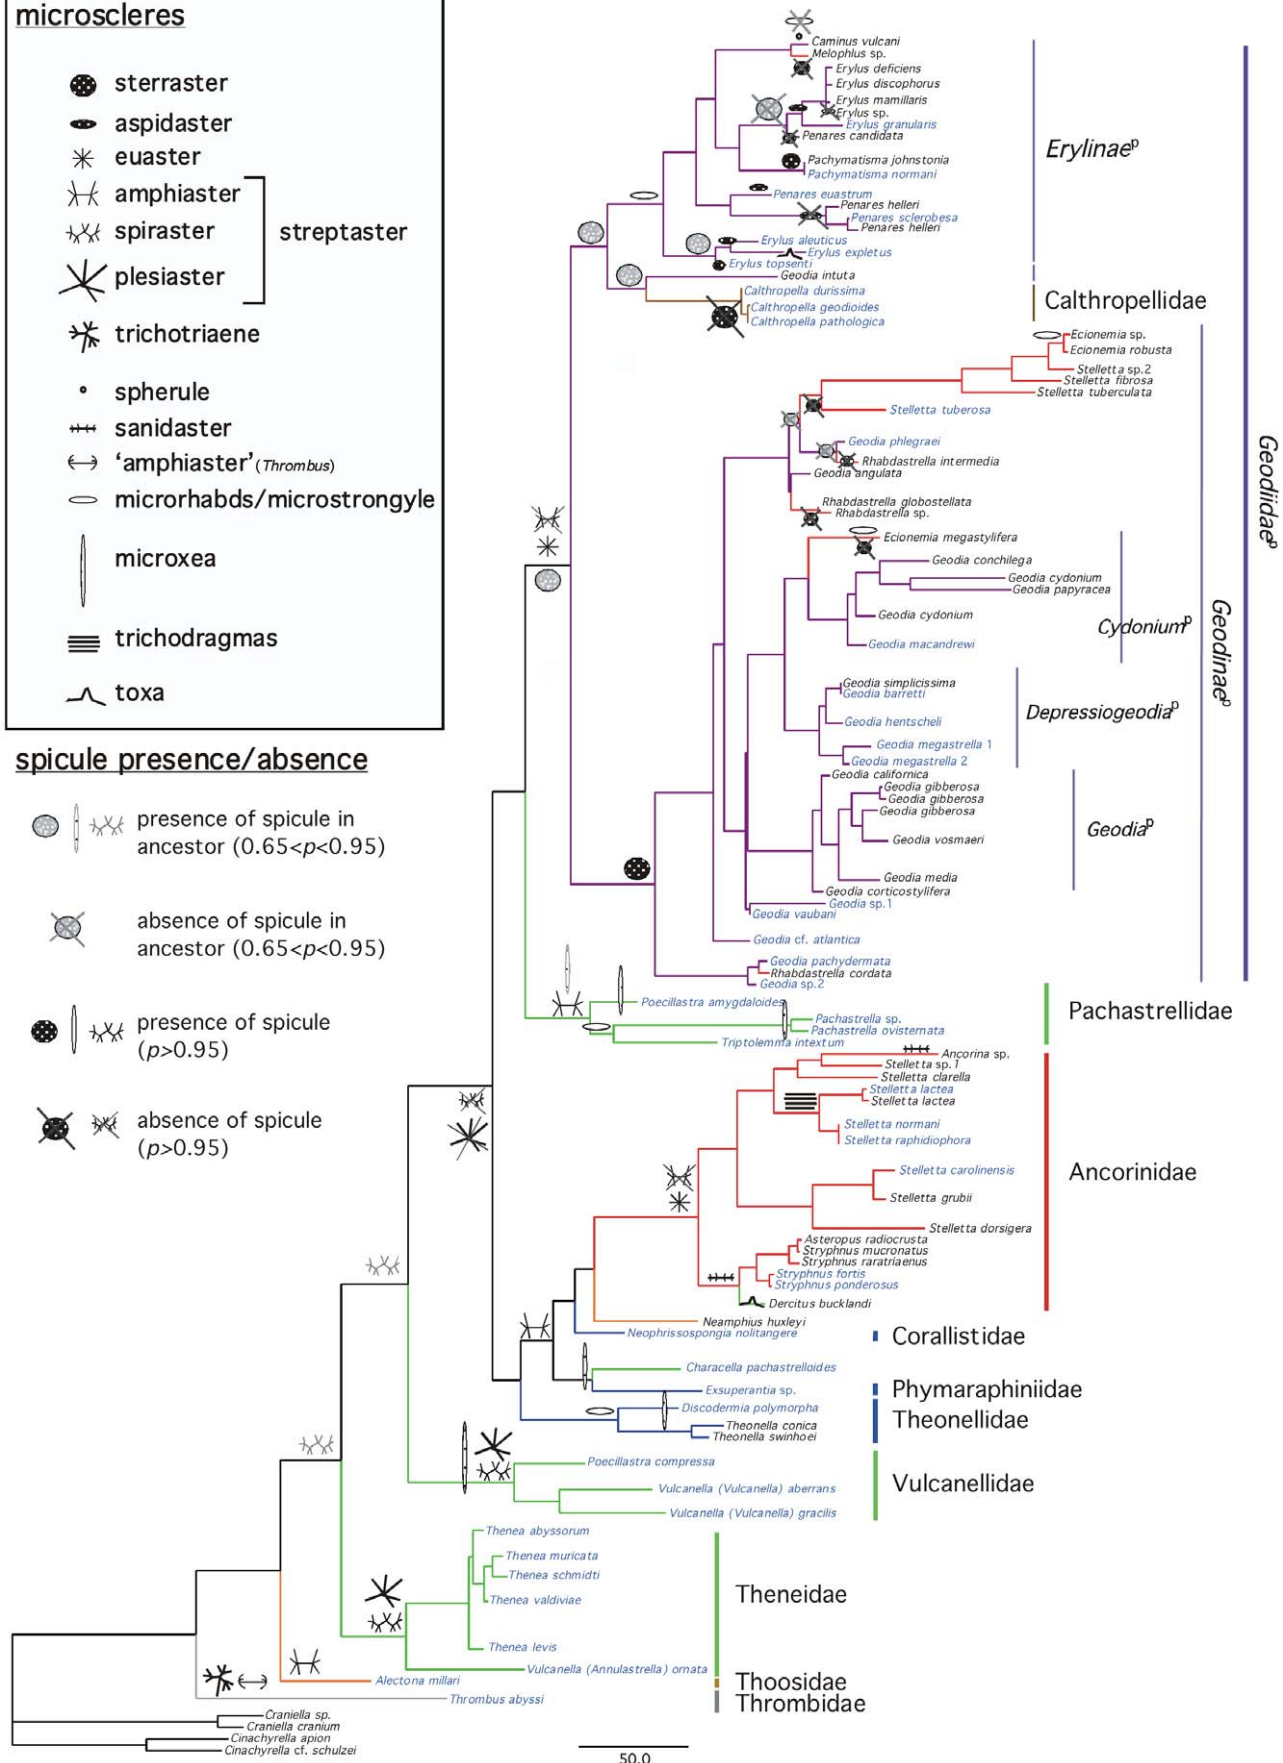 microscleres
sterraster
aspidaster
euaster
amphiaster
spiraster
streptaster
plesiaster
trichotriaene
spherule
sanidaster
‘amphiaster’ (Thrombus)
microrhabds/microstrongyle
microxea
trichodragmas
toxa
spicule presence/absence
presence of spicule in
ancestor (0.65<p<0.95)
absence of spicule in
ancestor (0.65<p<0.95)
presence of spicule
(p>0.95)
absence of spicule
(p>0.95)
Caminus vulcani
Melophlus sp.
Erylus deficiens
Erylus discophorus
Erylus mamillaris
Erylus sp.
Erylus granularis
Penares candidata
Pachymatisma johnstonia
Pachymatisma normani
Penares euastrum
Penares helleri
Penares sclerobesa
Penares helleri
Erylus aleuticus
Erylus expletus
Erylus topsenti
Geodia intuta
Calthropella durissima
Calthropella geodioides
Calthropella pathologica
Ecionemia sp.
Ecionemia robusta
Stelletta sp.2
Stelletta fibrosa
Stelletta tuberculata
Stelletta tuberosa
Geodia phlegraei
Rhabdastrella intermedia
Geodia angulata
Rhabdastrella globostellata
Rhabdastrella sp.
Ecionemia megastylifera
Geodia conchilega
Geodia cydonium
Geodia papyracea
Geodia cydonium
Geodia macandrewi
Geodia simplicissima
Geodia barretti
Geodia hentscheli
Geodia megastrella 1
Geodia megastrella 2
Geodia californica
Geodia gibberosa
Geodia gibberosa
Geodia gibberosa
Geodia vosmaeri
Geodia media
Geodia corticostylifera
Geodia sp.1
Geodia vaubani
Geodia cf. atlantica
Geodia pachydermata
Rhabdastrella cordata
Geodia sp.2
Poecillastra amygdaloides
Pachastrella sp.
Pachastrella ovisternata
Triptolemma intextum
Ancorina sp.
Stelletta sp.1
Stelletta clarella
Stelletta lactea
Stelletta lactea
Stelletta normani
Stelletta raphidiophora
Stelletta carolinensis
Stelletta grubii
Stelletta dorsigera
Asteropus radiocrusta
Stryphnus mucronatus
Stryphnus raratriaenus
Stryphnus fortis
Stryphnus ponderosus
Dercitus bucklandi
Neamphius huxleyi
Neophrissospongia nolitangere
Characella pachastrelloides
Exsuperantia sp.
Discodermia polymorpha
Theonella conica
Theonella swinhoei
Poecillastra compressa
Vulcanella (Vulcanella) aberrans
Vulcanella (Vulcanella) gracilis
Thenea abyssorum
Thenea muricata
Thenea schmidti
Thenea valdiviae
Thenea levis
Vulcanella (Annulastrella) ornata
Alectona millari
Thrombus abyssi
Craniella sp.
Craniella cranium
Cinachyrella apion
Cinachyrella cf. schulzei
50.0
Erylinaeᵖ
Calthropellidae
Geodiidaeᵖ
Geodinaeᵖ
Cydoniumᵖ
Depressiogeodiaᵖ
Geodiaᵖ
Pachastrellidae
Ancorinidae
Corallistidae
Phymaraphiniidae
Theonellidae
Vulcanellidae
Theneidae
Thoosidae
Thrombidae